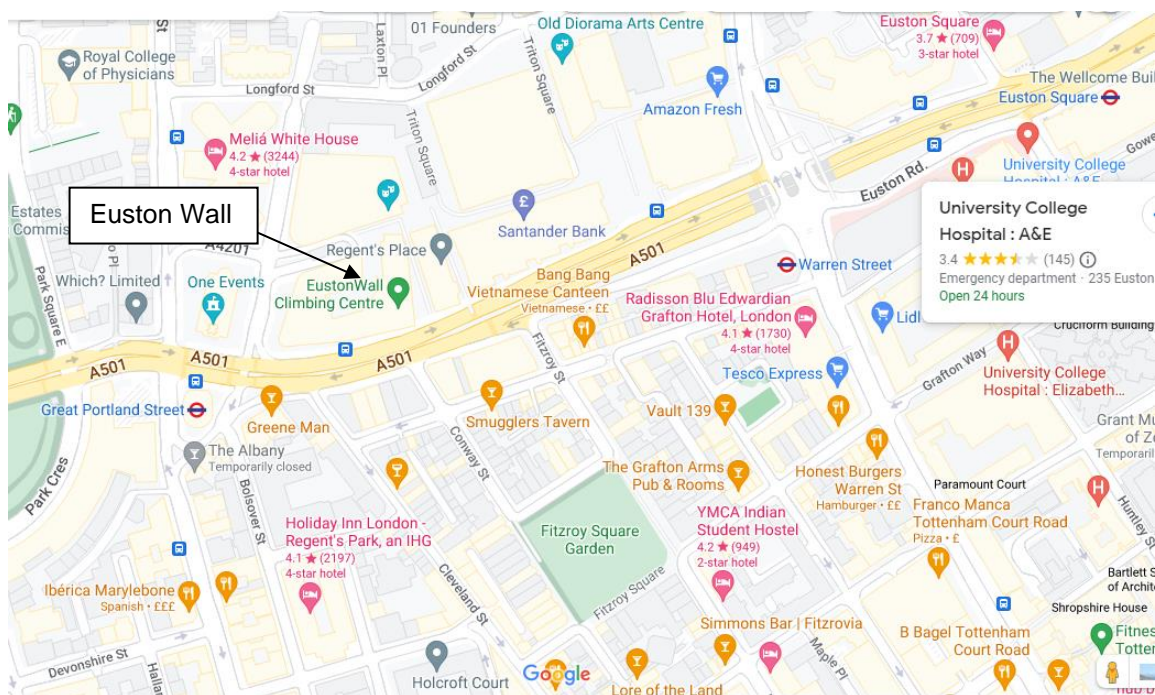 Old Diorama Arts Centre
01 Founders
Laxton Pl
Longford St
Triton Square
Euston Square
3.7 ★ (709)
3-star hotel
Royal College
of Physicians
Longford St
The Wellcome Buil
Euston Square
Amazon Fresh
Meliá White House
4.2 ★ (3244)
4-star hotel
Triton Square
Gowe
University College
Hospital : A&E
Euston Rd.
Euston Wall
Estates
Commis
A4201
£
Santander Bank
Regent's Place
University College
Hospital : A&E
3.4 ★★★★★ (145)
Emergency department · 235 Euston
Open 24 hours
Park Square E
Which? Limited
One Events
EustonWall
Climbing Centre
A501
Bang Bang
Vietnamese Canteen
Vietnamese · ££
Warren Street
Radisson Blu Edwardian
Grafton Hotel, London
4.1 ★ (1730)
4-star hotel
Lidl
Cruciform Building
A501
A501
A501
Fitzroy St
Grafton Way
University College
Hospital : Elizabeth...
Tesco Express
Great Portland Street
Greene Man
Smugglers Tavern
Vault 139
Grant Mu
of Zo
Temporaril
The Albany
Temporarily closed
Conway St
The Grafton Arms
Pub & Rooms
Honest Burgers
Warren St
Hamburger · ££
Paramount Court
Park Cres
Bolsover St
Huntley St
Franco Manca
Tottenham Court Road
Pizza · £
Holiday Inn London -
Regent's Park, an IHG
4.1 ★ (2197)
4-star hotel
Fitzroy Square
Garden
YMCA Indian
Student Hostel
4.2 ★ (949)
2-star hotel
Ibérica Marylebone
Spanish · £££
Cleveland St
Fitzroy Square
Bartlett S
of Archite
Shropshire House
Simmons Bar | Fitzrovia
B Bagel Tottenham
Court Road
Fitnes
Totter
Devonshire St
Hallan
Holcroft Court
Google
Lore of the Land
Maple Pl